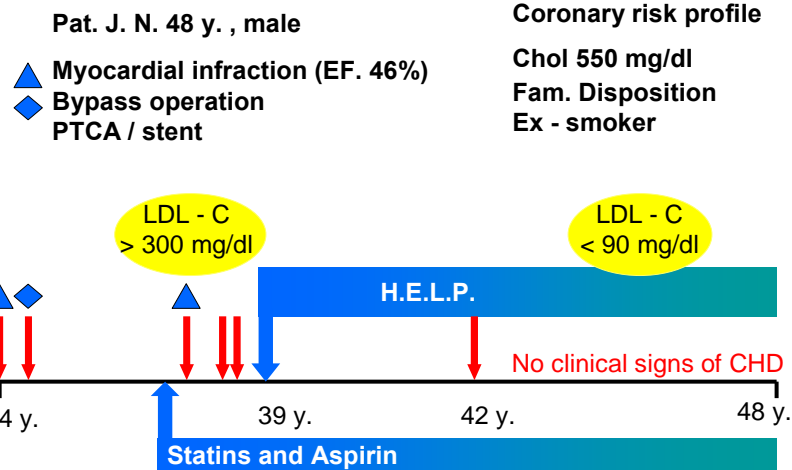 Pat. J. N. 48 y. , male
Myocardial infraction (EF. 46%)
Bypass operation
PTCA / stent
Coronary risk profile
Chol 550 mg/dl
Fam. Disposition
Ex - smoker
LDL - C
> 300 mg/dl
LDL - C
< 90 mg/dl
H.E.L.P.
No clinical signs of CHD
4 y.
39 y.
42 y.
48 y.
Statins and Aspirin